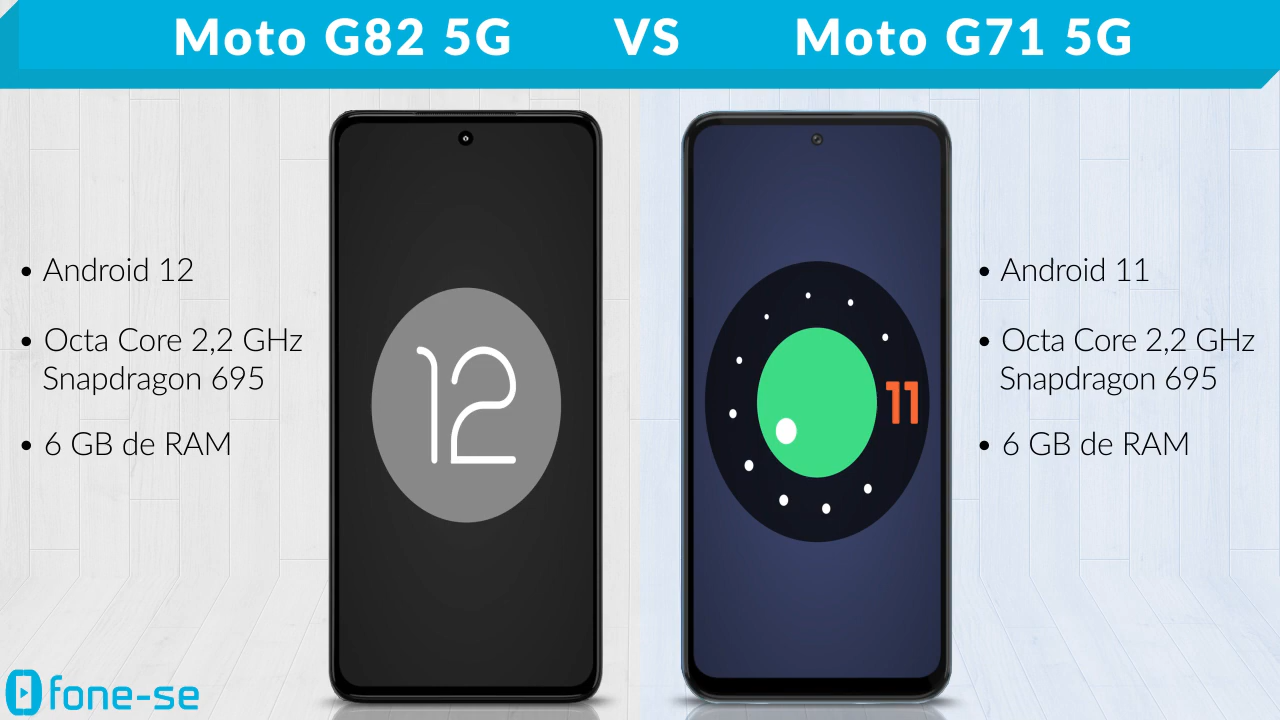 Moto G82 5G VS Moto G71 5G
• Android 12
• Octa Core 2,2 GHz
Snapdragon 695
• 6 GB de RAM
12
11
• Android 11
• Octa Core 2,2 GHz
Snapdragon 695
• 6 GB de RAM
fone-se